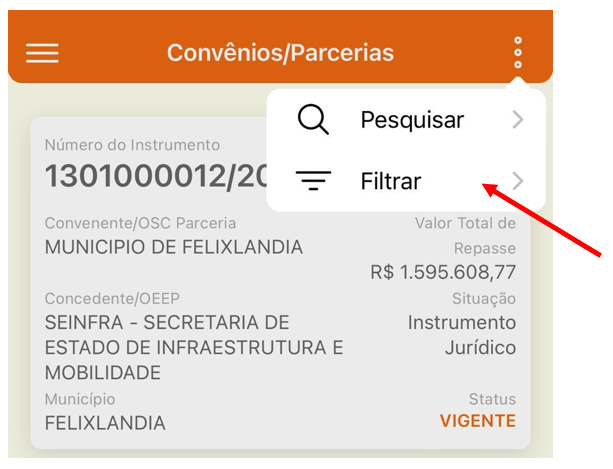 Convênios/Parcerias
Pesquisar
Filtrar
Número do Instrumento
1301000012/20
Convenente/OSC Parceria
MUNICIPIO DE FELIXLANDIA
Valor Total de
Repasse
R$ 1.595.608,77
Concedente/OEEP
SEINFRA - SECRETARIA DE
ESTADO DE INFRAESTRUTURA E
MOBILIDADE
Situação
Instrumento
Jurídico
Município
FELIXLANDIA
Status
VIGENTE